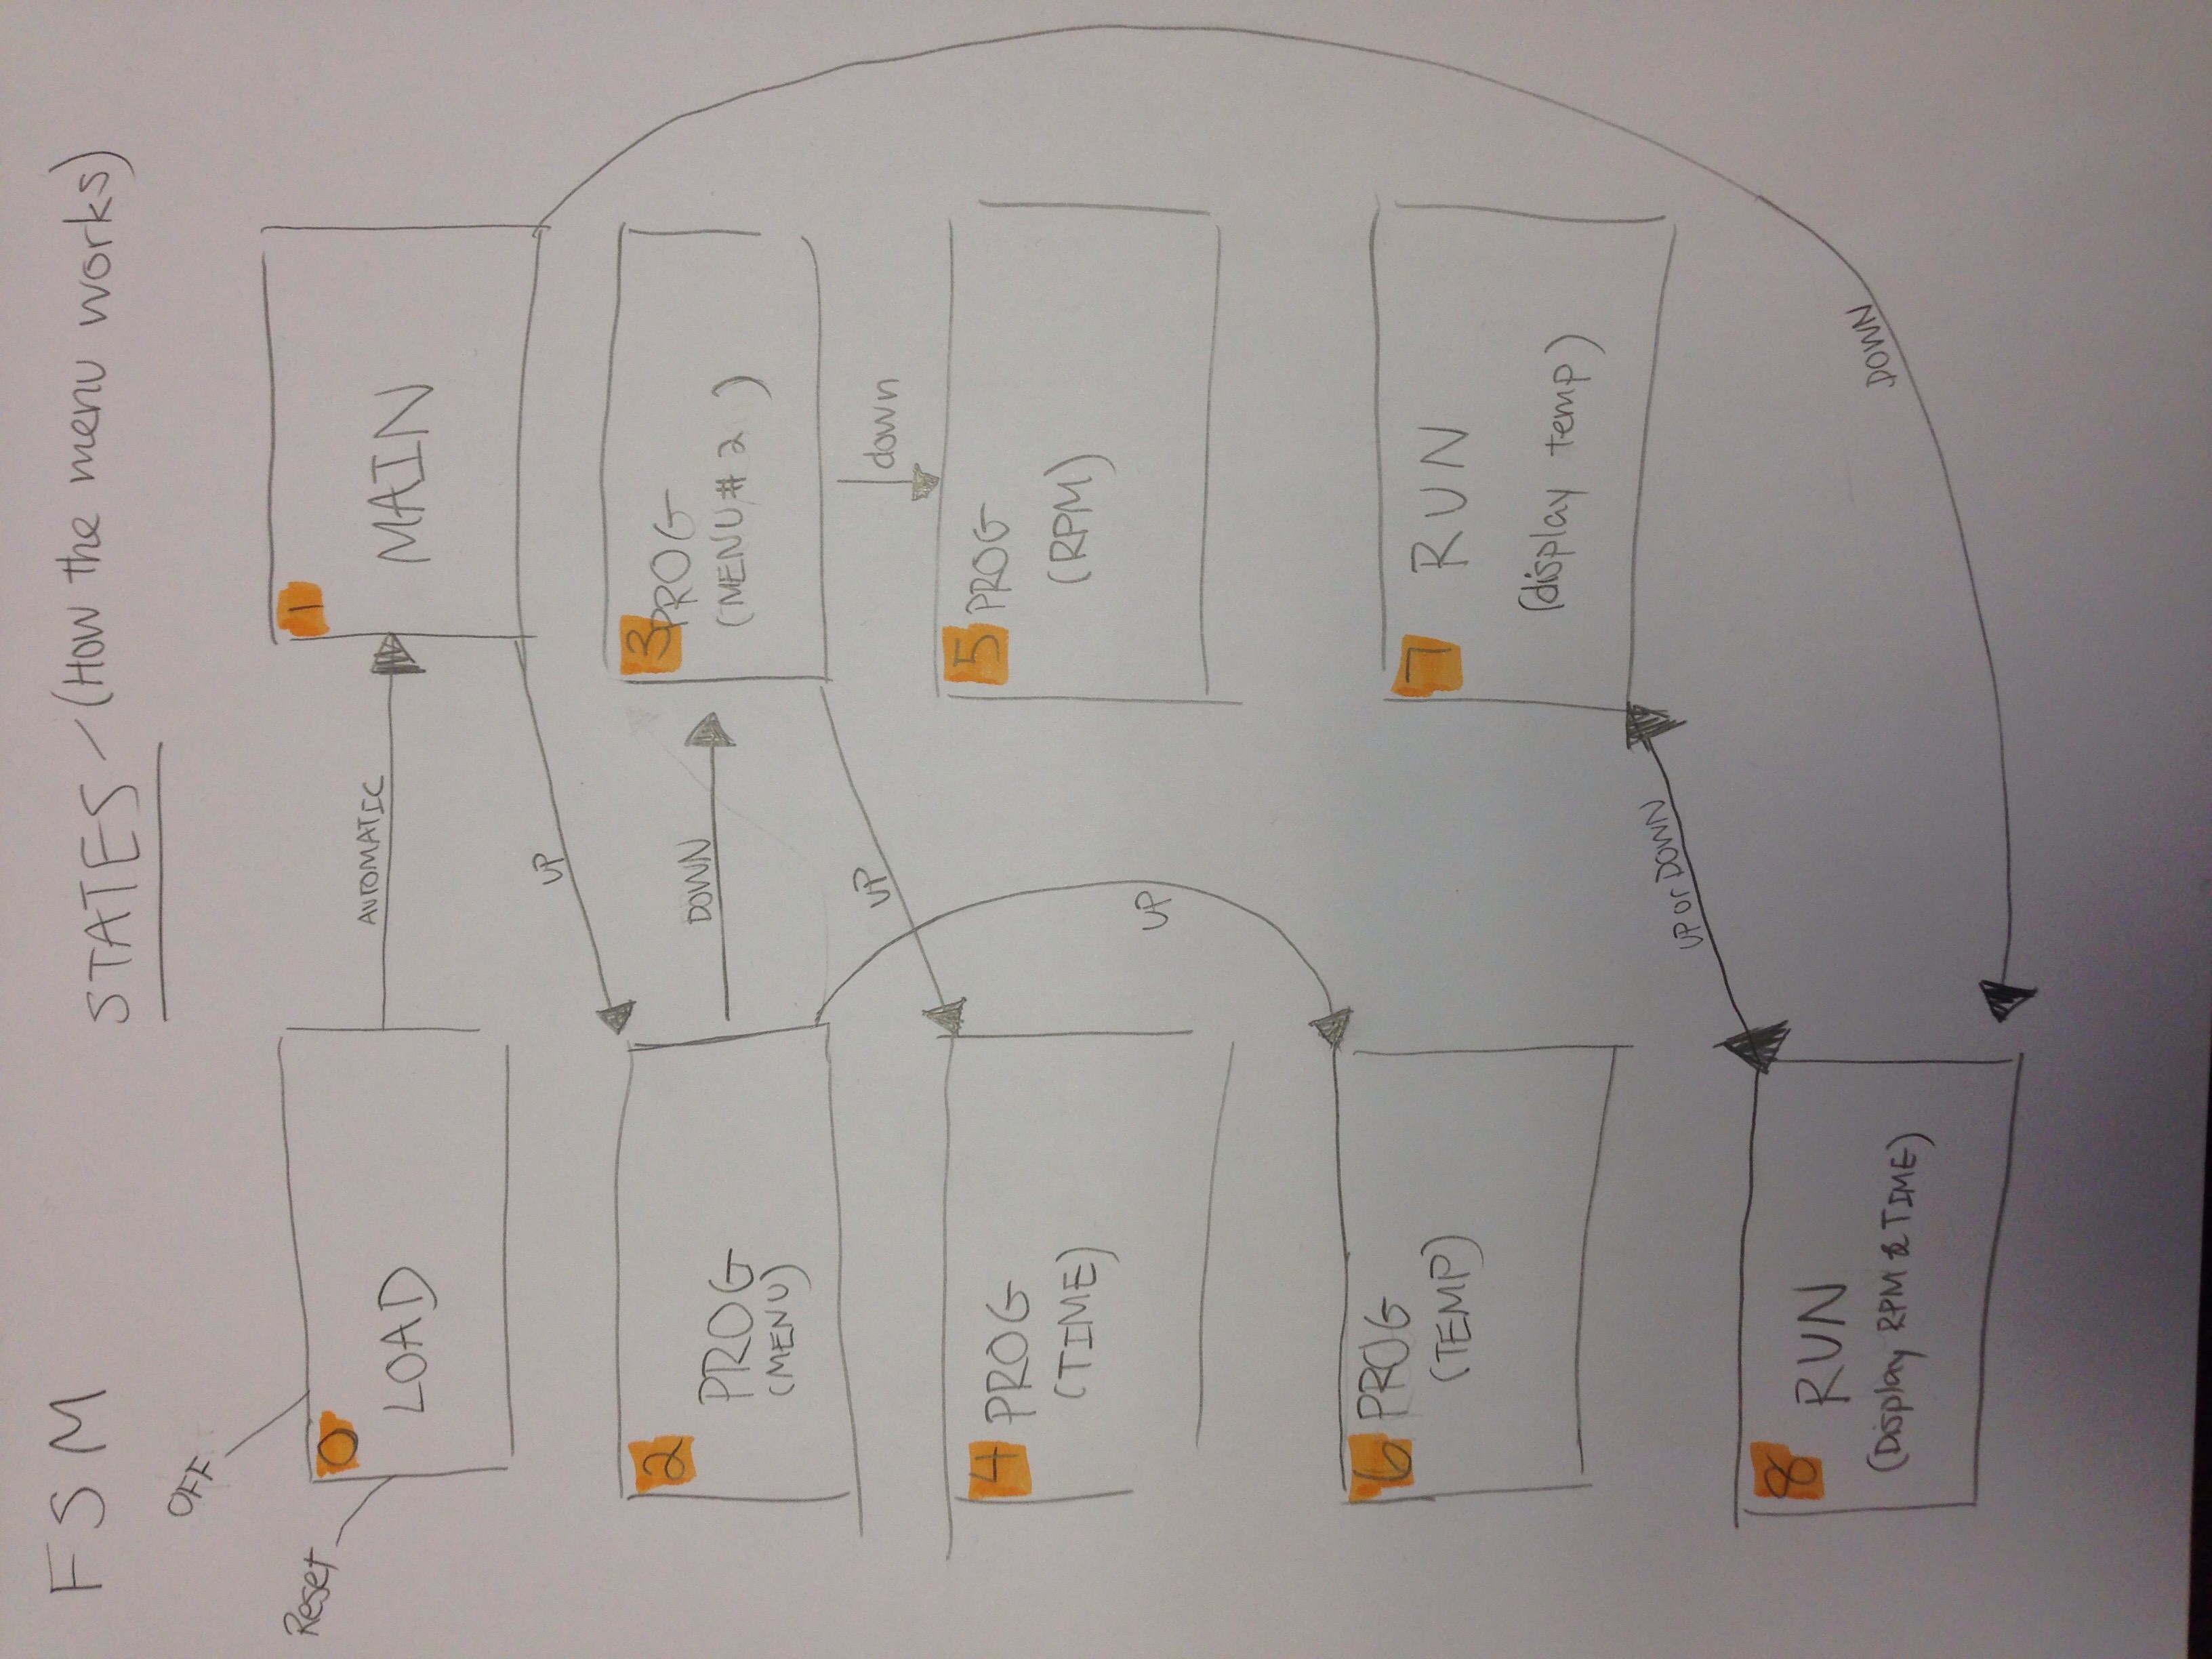 FSM
STATES - (How the menu works)
OFF
Reset
0
LOAD
AUTOMATIC
1
MAIN
UP
2
PROG
(MENU)
DOWN
3
PROG
(MENU # 2 )
UP
down
4 PROG
(TIME)
5 PROG
(RPM)
UP
6 PROG
(TEMP)
7 RUN
(display temp)
UP or DOWN
8
RUN
(Display RPM & TIME)
DOWN